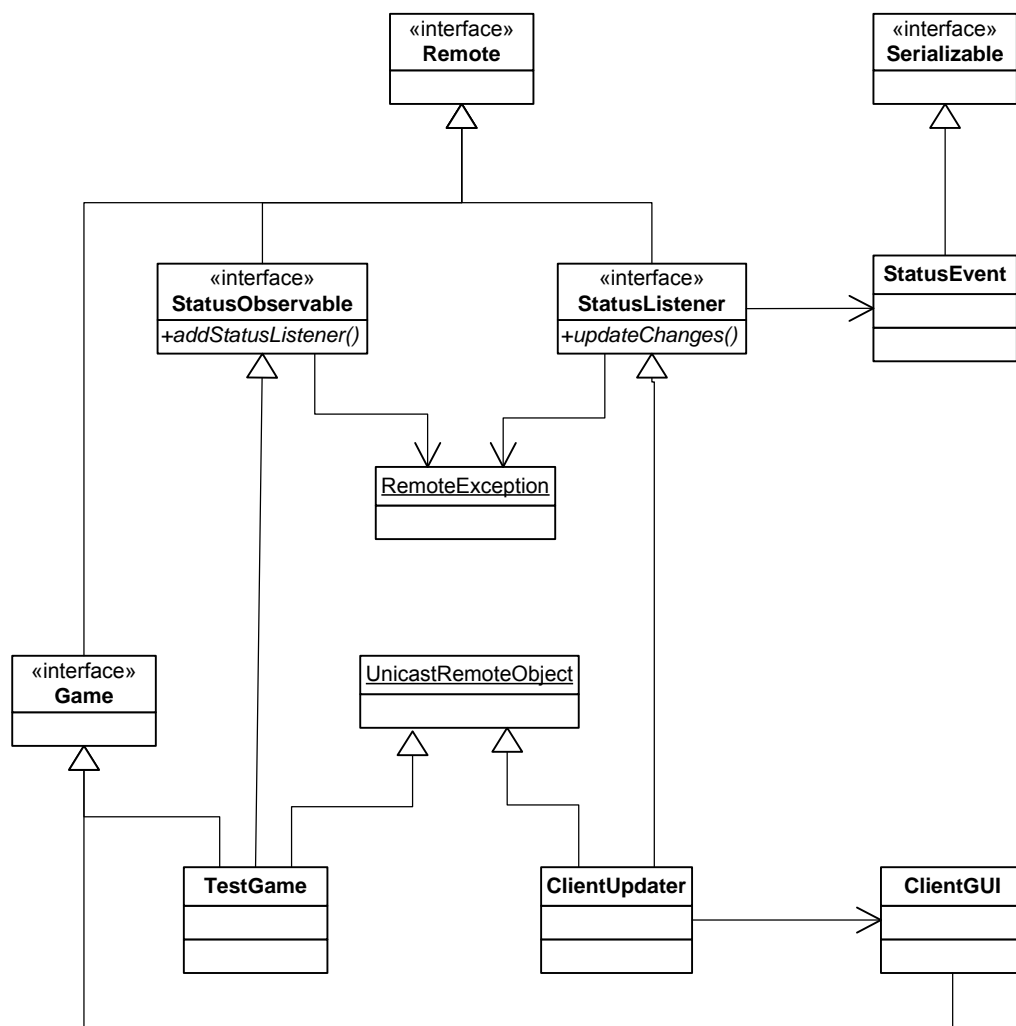 «interface»
Remote
«interface»
Serializable
«interface»
StatusObservable
+addStatusListener()
«interface»
StatusListener
+updateChanges()
StatusEvent
RemoteException
«interface»
Game
UnicastRemoteObject
TestGame
ClientUpdater
ClientGUI